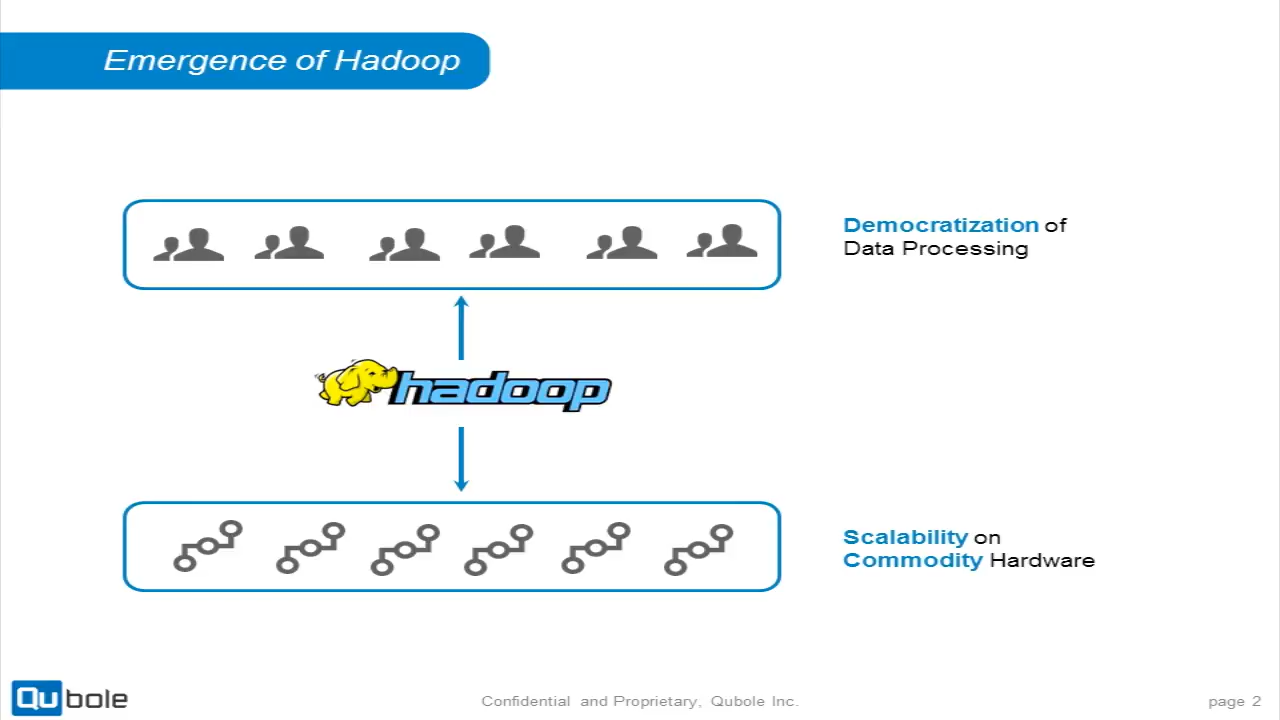 Emergence of Hadoop
Democratization of
Data Processing
hadoop
Scalability on
Commodity Hardware
Qubole
Confidential and Proprietary, Qubole Inc.
page 2